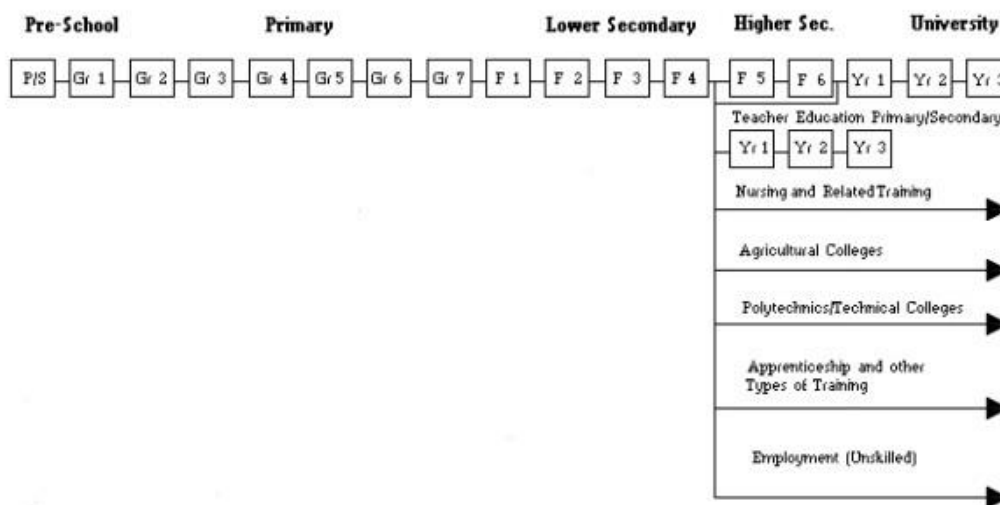 Pre-School Primary Lower Secondary Higher Sec. University
P/S Gr 1 Gr 2 Gr 3 Gr 4 Gr 5 Gr 6 Gr 7 F 1 F 2 F 3 F 4 F 5 F 6 Yr 1 Yr 2 Yr 3
Teacher Education Primary/Secondary
Yr 1 Yr 2 Yr 3
Nursing and Related Training
Agricultural Colleges
Polytechnics/Technical Colleges
Apprenticeship and other
Types of Training
Employment (Unskilled)